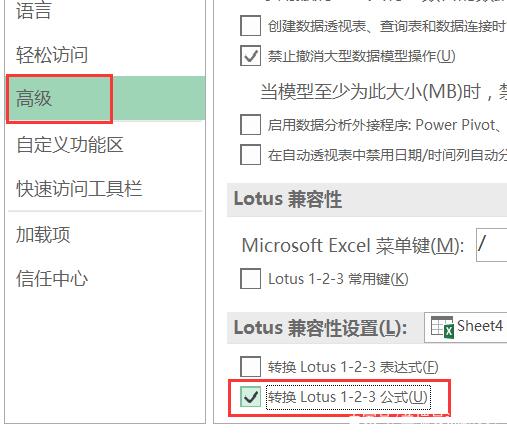 语言
轻松访问
高级
自定义功能区
快速访问工具栏
加载项
信任中心
创建数据透视表、查询表和数据连接时
禁止撤消大型数据模型操作(U)
当模型至少为此大小(MB)时，禁
启用数据分析外接程序: Power Pivot、
在自动透视表中禁用日期/时间列自动分
Lotus 兼容性
Microsoft Excel 菜单键(M): /
Lotus 1-2-3 常用键(K)
Lotus 兼容性设置(L): Sheet4
转换 Lotus 1-2-3 表达式(F)
转换 Lotus 1-2-3 公式(U)